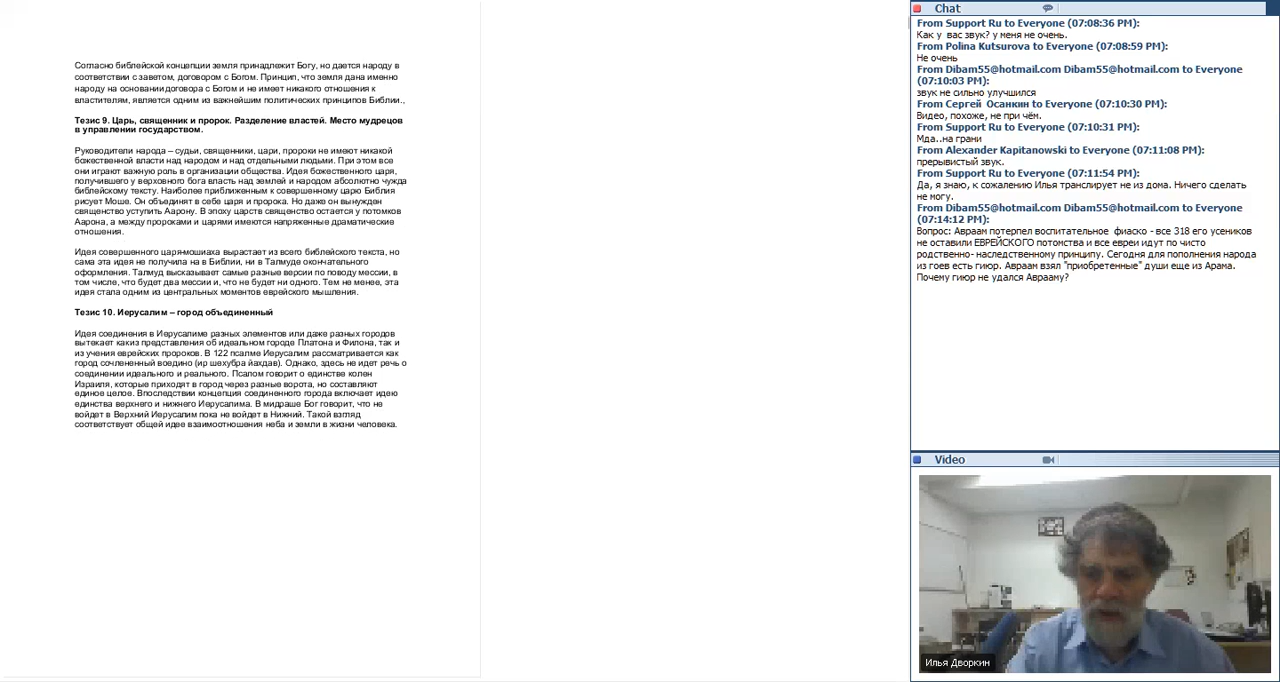 Согласно библейской концепции земля принадлежит Богу, но дается народу в
соответствии с заветом, договором с Богом. Принцип, что земля дана именно
народу на основании договора с Богом и не имеет никакого отношения к
властителям, является одним из важнейшим политических принципов Библии.,
Тезис 9. Царь, священник и пророк. Разделение властей. Место мудрецов
в управлении государством.
Руководители народа – судьи, священники, цари, пророки не имеют никакой
божественной власти над народом и над отдельными людьми. При этом все
они играют важную роль в организации общества. Идея божественного царя,
получившего у верховного бога власть над землей и народом абсолютно чужда
библейскому тексту. Наиболее приближенным к совершенному царю Библия
рисует Моше. Он объединят в себе царя и пророка. Но даже он вынужден
священство уступить Аарону. В эпоху царств священство остается у потомков
Аарона, а между пророками и царями имеются напряженные драматические
отношения.
Идея совершенного царя-мошиаха вырастает из всего библейского текста, но
сама эта идея не получила на в Библии, ни в Талмуде окончательного
оформления. Талмуд высказывает самые разные версии по поводу мессии, в
том числе, что будет два мессии и, что не будет ни одного. Тем не менее, эта
идея стала одним из центральных моментов еврейского мышления.
Тезис 10. Иерусалим – город объединенный
Идея соединения в Иерусалиме разных элементов или даже разных городов
вытекает какиз представления об идеальном городе Платона и Филона, так и
из учения еврейских пророков. В 122 псалме Иерусалим рассматривается как
город сочлененный воедино (ир шехубра йахдав). Однако, здесь не идет речь о
соединении идеального и реального. Псалом говорит о единстве колен
Израиля, которые приходят в город через разные ворота, но составляют
единое целое. Впоследствии концепция соединенного города включает идею
единства верхнего и нижнего Иерусалима. В мидраше Бог говорит, что не
войдет в Верхний Иерусалим пока не войдет в Нижний. Такой взгляд
соответствует общей идее взаимоотношения неба и земли в жизни человека.
Chat
From Support Ru to Everyone (07:08:36 PM):
Как у вас звук? у меня не очень.
From Polina Kutsurova to Everyone (07:08:59 PM):
Не очень
From Dibam55@hotmail.com Dibam55@hotmail.com to Everyone
(07:10:03 PM):
звук не сильно улучшился
From Сергей Осанкин to Everyone (07:10:30 PM):
Видео, похоже, не при чём.
From Support Ru to Everyone (07:10:31 PM):
Мда..на грани
From Alexander Kapitanowski to Everyone (07:11:08 PM):
прерывистый звук.
From Support Ru to Everyone (07:11:54 PM):
Да, я знаю, к сожалению Илья транслирует не из дома. Ничего сделать
не могу.
From Dibam55@hotmail.com Dibam55@hotmail.com to Everyone
(07:14:12 PM):
Вопрос: Авраам потерпел воспитательное фиаско - все 318 его усеников
не оставили ЕВРЕЙСКОГО потомства и все евреи идут по чисто
родственно- наследственному принципу. Сегодня для пополнения народа
из гоев есть гиюр. Авраам взял "приобретенные" души еще из Арама.
Почему гиюр не удался Аврааму?
Video
Илья Дворкин